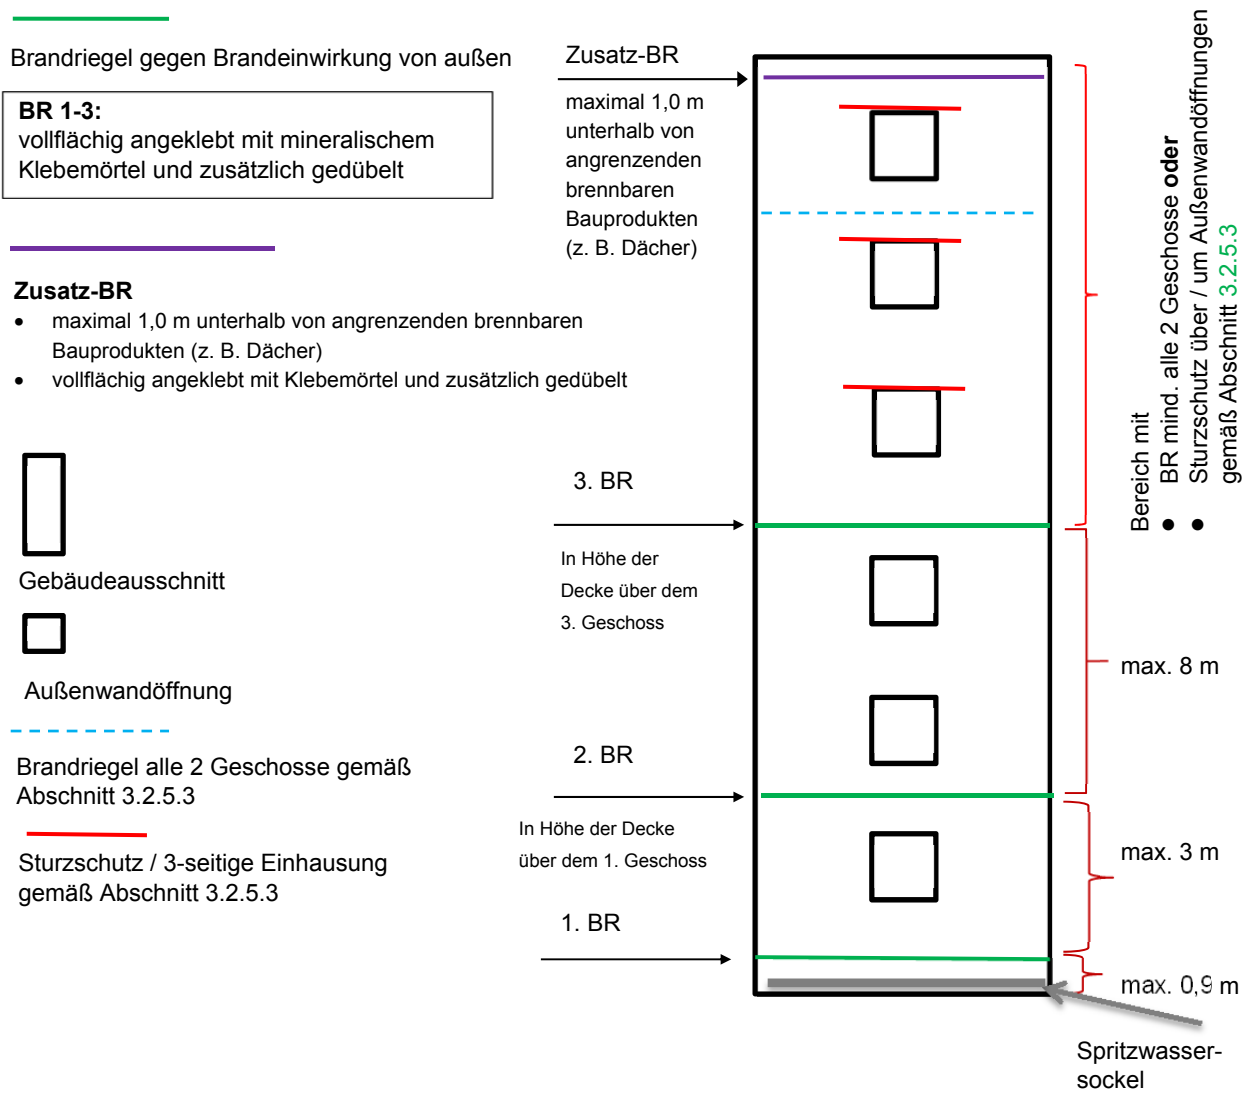 Brandriegel gegen Brandeinwirkung von außen
BR 1-3:
vollflächig angeklebt mit mineralischem
Klebemörtel und zusätzlich gedübelt
Zusatz-BR
• maximal 1,0 m unterhalb von angrenzenden brennbaren
Bauprodukten (z. B. Dächer)
• vollflächig angeklebt mit Klebemörtel und zusätzlich gedübelt
Gebäudeausschnitt
Außenwandöffnung
Brandriegel alle 2 Geschosse gemäß
Abschnitt 3.2.5.3
Sturzschutz / 3-seitige Einhausung
gemäß Abschnitt 3.2.5.3
Zusatz-BR
maximal 1,0 m
unterhalb von
angrenzenden
brennbaren
Bauprodukten
(z. B. Dächer)
3. BR
In Höhe der
Decke über dem
3. Geschoss
2. BR
In Höhe der Decke
über dem 1. Geschoss
1. BR
Bereich mit
● BR mind. alle 2 Geschosse oder
● Sturzschutz über / um Außenwandöffnungen
gemäß Abschnitt 3.2.5.3
max. 8 m
max. 3 m
max. 0,9 m
Spritzwasser-
sockel